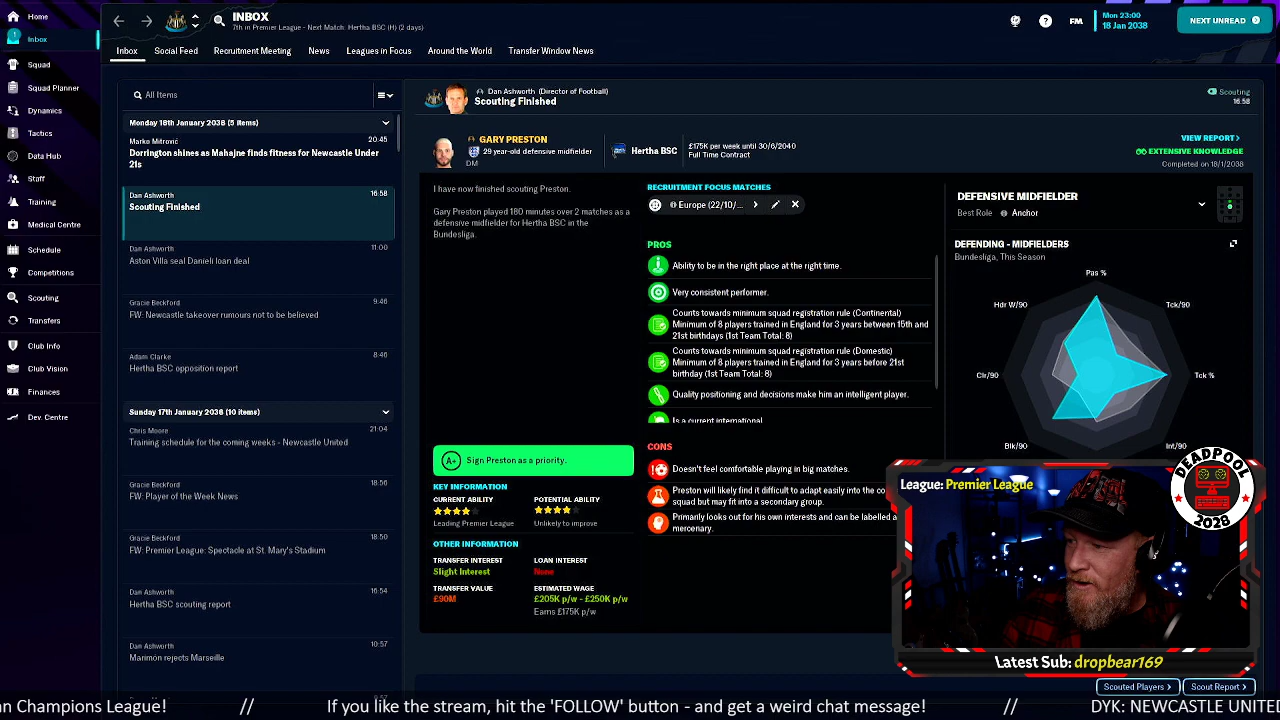 Home
Inbox
Squad
Squad Planner
Dynamics
Tactics
Data Hub
Staff
Training
Medical Centre
Schedule
Competitions
Scouting
Transfers
Club Info
Club Vision
Finances
Dev. Centre
INBOX
7th in Premier League - Next Match: Hertha BSC (H) (2 days)
FM
Mon 23:00
18 Jan 2038
NEXT UNREAD
Inbox
Social Feed
Recruitment Meeting
News
Leagues in Focus
Around the World
Transfer Window News
All Items
Monday 18th January 2038 (5 Items)
Marko Mitrović 20:45
Dorrington shines as Mahajne finds fitness for Newcastle Under 21s
Dan Ashworth 16:58
Scouting Finished
Dan Ashworth 11:00
Aston Villa seal Danieli loan deal
Gracie Beckford 9:46
FW: Newcastle takeover rumours not to be believed
Adam Clarke 8:46
Hertha BSC opposition report
Sunday 17th January 2038 (10 Items)
Chris Moore 21:04
Training schedule for the coming weeks - Newcastle United
Gracie Beckford 18:56
FW: Player of the Week News
Gracie Beckford 18:50
FW: Premier League: Spectacle at St. Mary's Stadium
Dan Ashworth 16:54
Hertha BSC scouting report
Dan Ashworth 10:57
Marimón rejects Marseille
Dan Ashworth (Director of Football)
Scouting Finished
Scouting
16:58
GARY PRESTON
29 year-old defensive midfielder
DM
Hertha BSC
£175K per week until 30/6/2040
Full Time Contract
VIEW REPORT
EXTENSIVE KNOWLEDGE
Completed on 18/1/2038
I have now finished scouting Preston.
Gary Preston played 180 minutes over 2 matches as a
defensive midfielder for Hertha BSC in the
Bundesliga.
A+ Sign Preston as a priority.
KEY INFORMATION
CURRENT ABILITY
Leading Premier League
POTENTIAL ABILITY
Unlikely to improve
OTHER INFORMATION
TRANSFER INTEREST
Slight Interest
LOAN INTEREST
None
TRANSFER VALUE
£90M
ESTIMATED WAGE
£205K p/w - £250K p/w
Earns £175K p/w
RECRUITMENT FOCUS MATCHES
Europe (22/10/...
PROS
Ability to be in the right place at the right time.
Very consistent performer.
Counts towards minimum squad registration rule (Continental)
Minimum of 8 players trained in England for 3 years between 15th and
21st birthdays (1st Team Total: 8)
Counts towards minimum squad registration rule (Domestic)
Minimum of 8 players trained in England for 3 years before 21st
birthday (1st Team Total: 8)
Quality positioning and decisions make him an intelligent player.
Is a current international
CONS
Doesn't feel comfortable playing in big matches.
Preston will likely find it difficult to adapt easily into the co
squad but may fit into a secondary group.
Primarily looks out for his own interests and can be labelled a
mercenary.
DEFENSIVE MIDFIELDER
Best Role Anchor
DEFENDING - MIDFIELDERS
Bundesliga, This Season
Pas %
Hdr W/90
Tck/90
Clr/90
Tck %
Blk/90
Int/90
League: Premier League
DEADPOOL
2028
Latest Sub: dropbear169
Scouted Players
Scout Report
n Champions League! // If you like the stream, hit the 'FOLLOW' button - and get a weird chat message! // DYK: NEWCASTLE UNITED